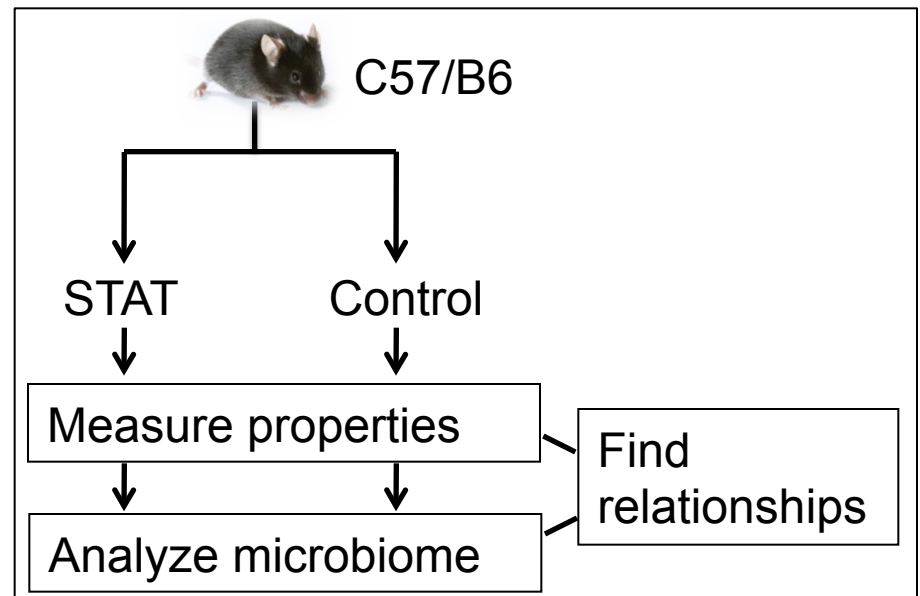 C57/B6
STAT
Control
Measure properties
Find
relationships
Analyze microbiome